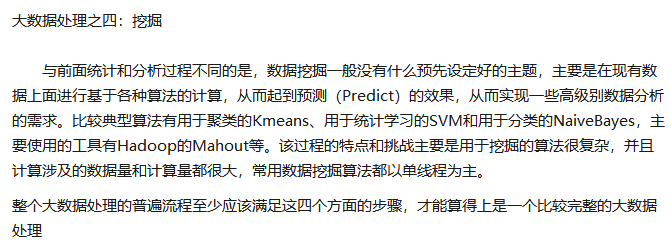 大数据处理之四：挖掘
与前面统计和分析过程不同的是，数据挖掘一般没有什么预先设定好的主题，主要是在现有数
据上面进行基于各种算法的计算，从而起到预测（Predict）的效果，从而实现一些高级别数据分析
的需求。比较典型算法有用于聚类的Kmeans、用于统计学习的SVM和用于分类的NaiveBayes，主
要使用的工具有Hadoop的Mahout等。该过程的特点和挑战主要是用于挖掘的算法很复杂，并且
计算涉及的数据量和计算量都很大，常用数据挖掘算法都以单线程为主。
整个大数据处理的普遍流程至少应该满足这四个方面的步骤，才能算得上是一个比较完整的大数据
处理